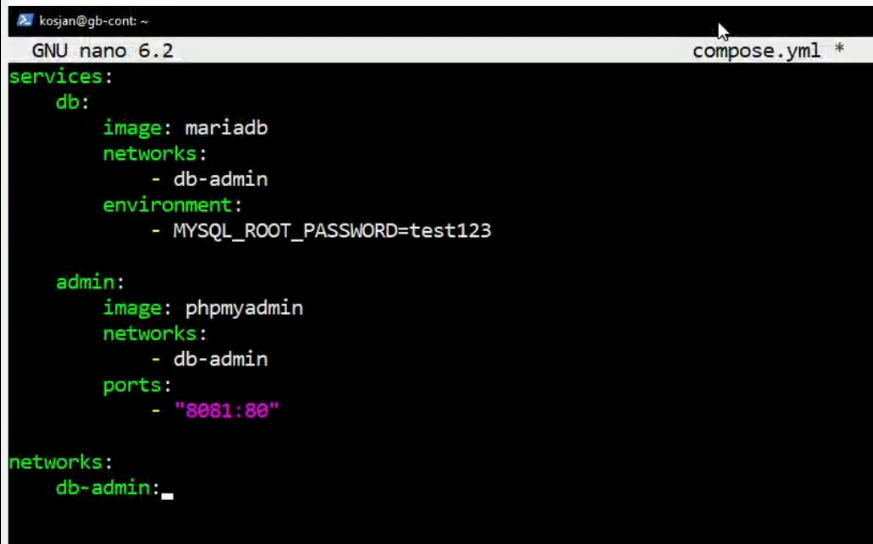 kosjan@gb-cont: ~
GNU nano 6.2 compose.yml *
services:
    db:
        image: mariadb
        networks:
            - db-admin
        environment:
            - MYSQL_ROOT_PASSWORD=test123
    admin:
        image: phpmyadmin
        networks:
            - db-admin
        ports:
            - "8081:80"
networks:
    db-admin: